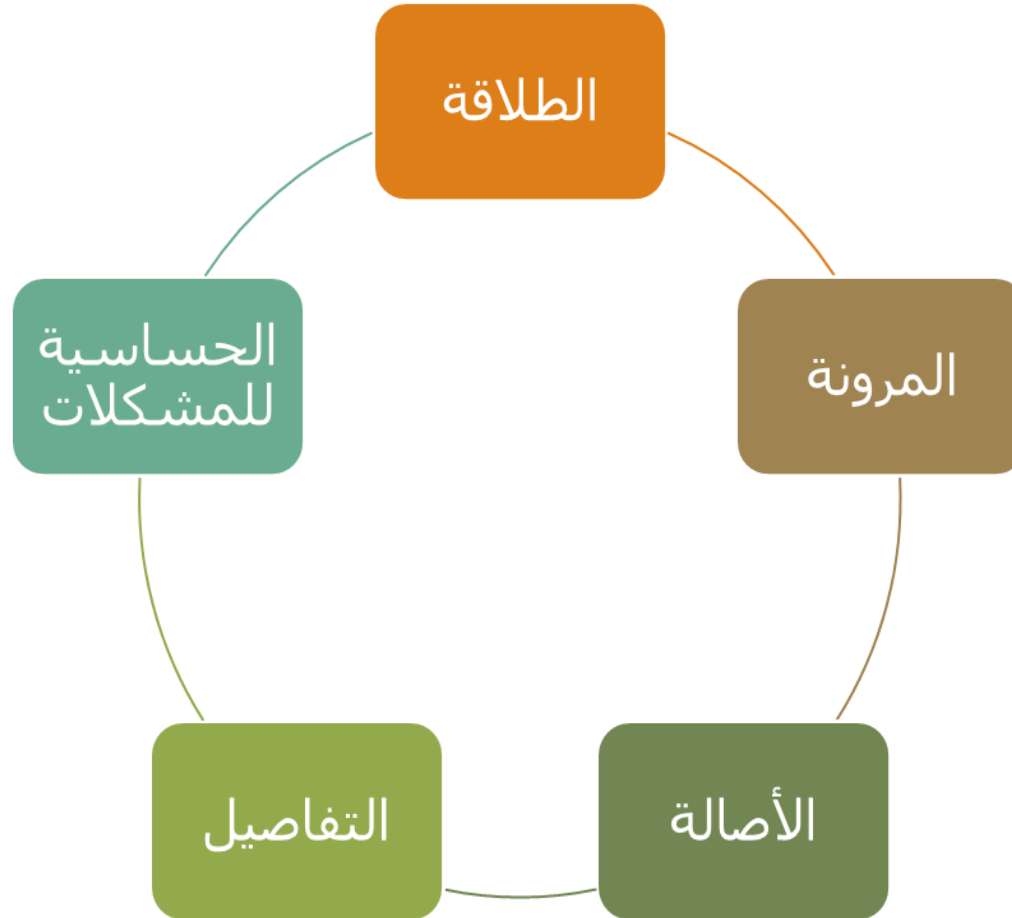 الطلاقة
المرونة
الأصالة
التفاصيل
الحساسية
للمشكلات